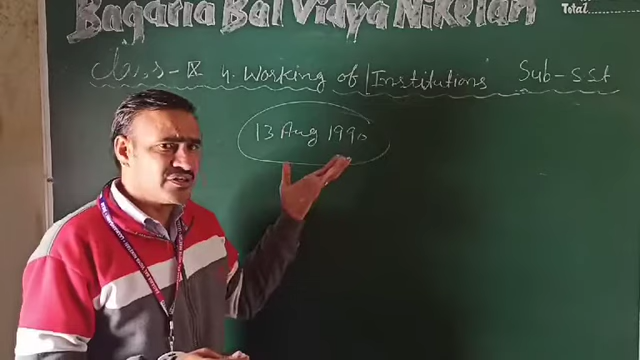 Bagaria Bal Vidya Niketan
Total
Class-IX 4. Working of Institutions Sub-SSt
13 Aug 1990